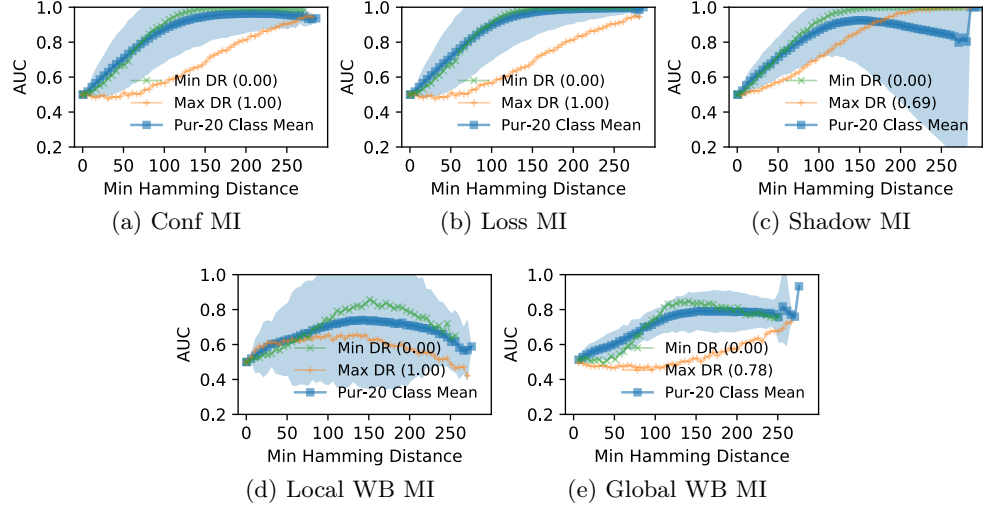 1.0
0.8
0.6
0.4
0.2
AUC
Min DR (0.00)
Max DR (1.00)
Pur-20 Class Mean
0 50 100 150 200 250
Min Hamming Distance
(a) Conf MI
1.0
0.8
0.6
0.4
0.2
AUC
Min DR (0.00)
Max DR (1.00)
Pur-20 Class Mean
0 50 100 150 200 250
Min Hamming Distance
(b) Loss MI
1.0
0.8
0.6
0.4
0.2
AUC
Min DR (0.00)
Max DR (0.69)
Pur-20 Class Mean
0 50 100 150 200 250
Min Hamming Distance
(c) Shadow MI
1.0
0.8
0.6
0.4
0.2
AUC
Min DR (0.00)
Max DR (1.00)
Pur-20 Class Mean
0 50 100 150 200 250
Min Hamming Distance
(d) Local WB MI
1.0
0.8
0.6
0.4
0.2
AUC
Min DR (0.00)
Max DR (0.78)
Pur-20 Class Mean
0 50 100 150 200 250
Min Hamming Distance
(e) Global WB MI